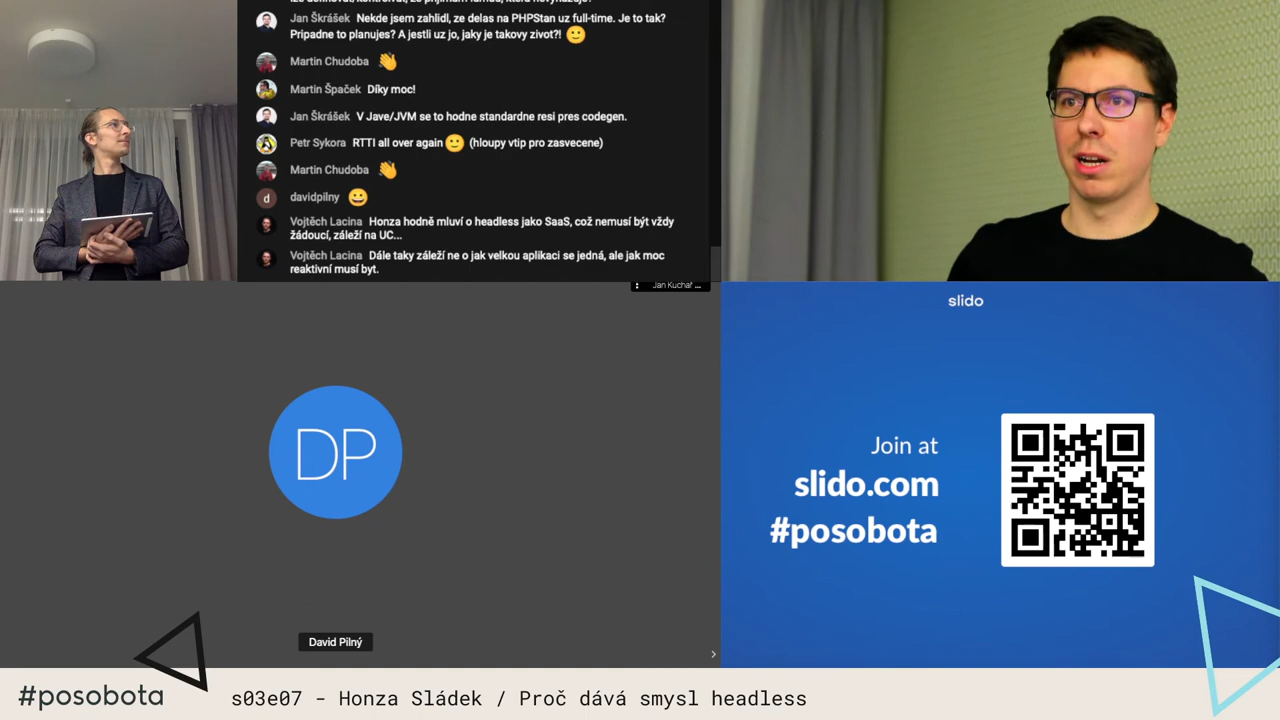 Jan Škrášek Nekde jsem zahlidl, ze delas na PHPStan uz full-time. Je to tak?
Pripadne to planujes? A jestli uz jo, jaky je takovy zivot?! 🙂
Martin Chudoba 👋
Martin Špaček Díky moc!
Jan Škrášek V Jave/JVM se to hodne standardne resi pres codegen.
Petr Sykora RTTI all over again 🙂 (hloupy vtip pro zasvecene)
Martin Chudoba 👋
d davidpilny 😀
Vojtěch Lacina Honza hodně mluví o headless jako SaaS, což nemusí být vždy
žádoucí, záleží na UC...
Vojtěch Lacina Dále taky záleží ne o jak velkou aplikaci se jedná, ale jak moc
reaktivní musí byt.
Jan Kuchař ...
DP
David Pilný
slido
Join at
slido.com
#posobota
#posobota
s03e07 - Honza Sládek / Proč dává smysl headless